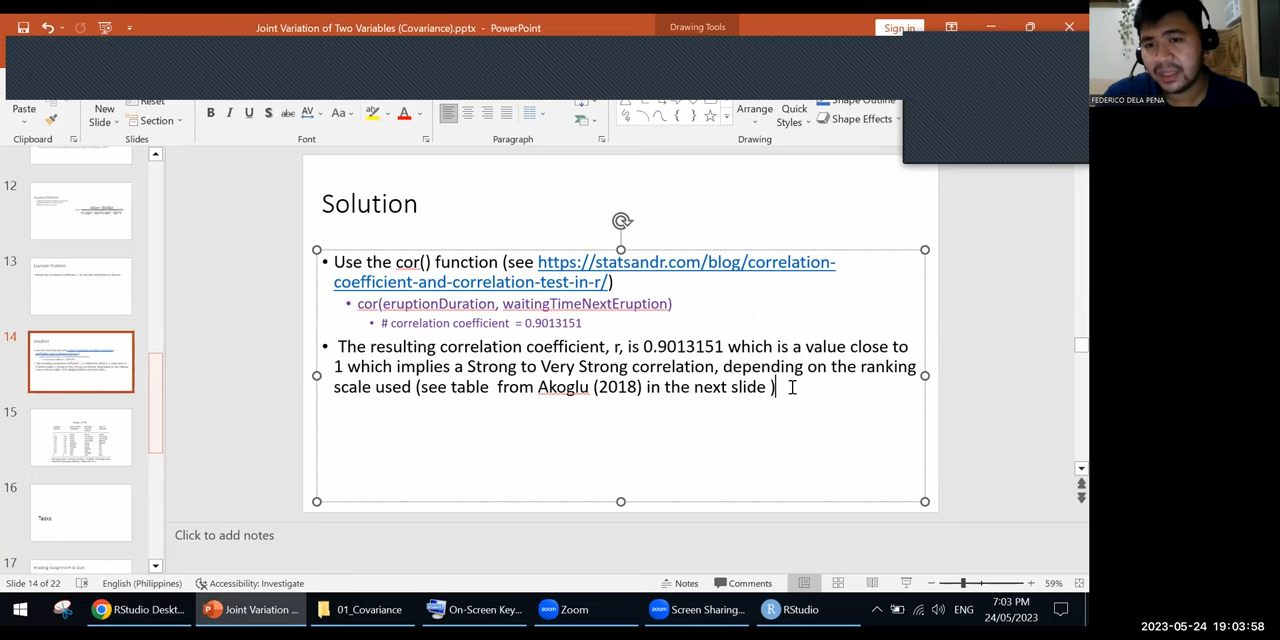 Joint Variation of Two Variables (Covariance).pptx - PowerPoint
Drawing Tools
Sign in
FEDERICO DELA PENA
Paste
New
Slide
Reset
Section
B I U S abc AV Aa A
Arrange
Quick
Styles
Shape Outline
Shape Effects
Clipboard
Slides
Font
Paragraph
Drawing
12
13
14
15
16
Tasks
17
Solution
• Use the cor() function (see https://statsandr.com/blog/correlation-
coefficient-and-correlation-test-in-r/)
• cor(eruptionDuration, waitingTimeNextEruption)
• # correlation coefficient = 0.9013151
• The resulting correlation coefficient, r, is 0.9013151 which is a value close to
1 which implies a Strong to Very Strong correlation, depending on the ranking
scale used (see table from Akoglu (2018) in the next slide )
Click to add notes
Slide 14 of 22
English (Philippines)
Accessibility: Investigate
Notes
Comments
59%
RStudio Deskt...
Joint Variation ...
01_Covariance
On-Screen Key...
Zoom
Screen Sharing...
RStudio
ENG
7:03 PM
24/05/2023
2023-05-24 19:03:58